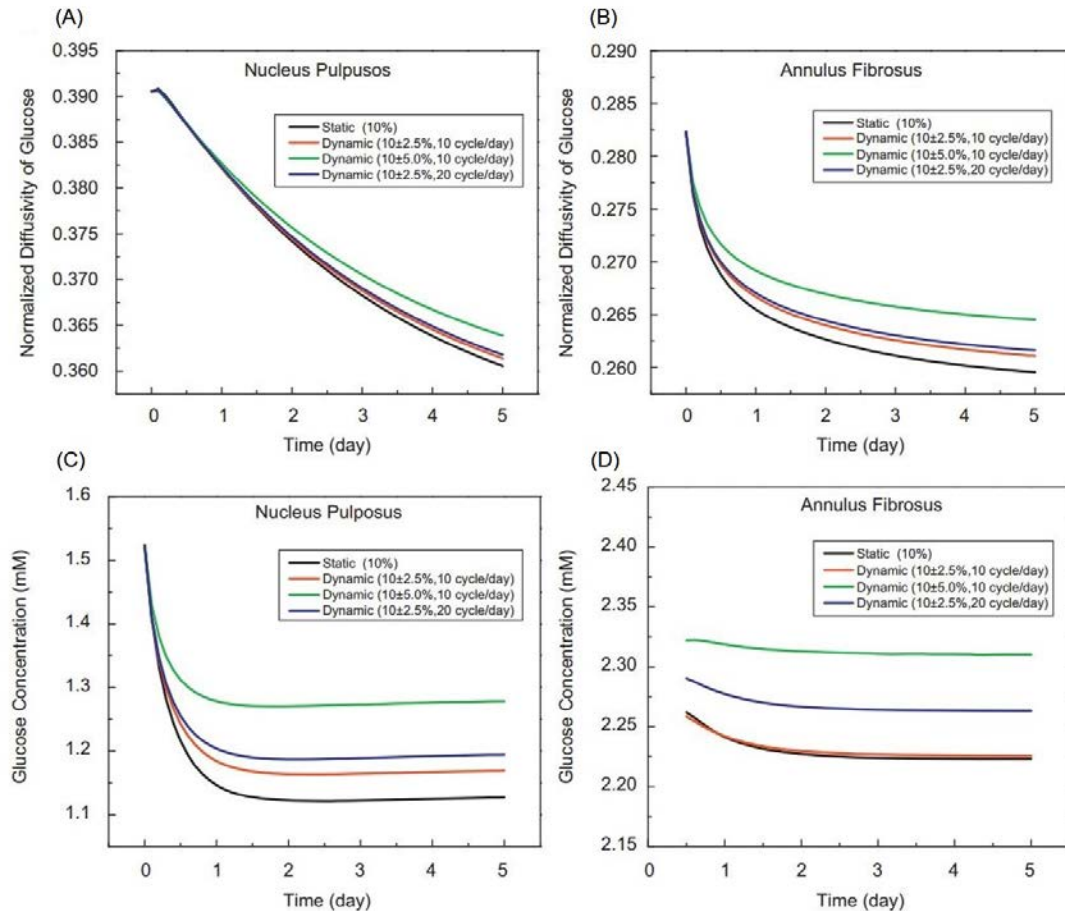 (A)
Nucleus Pulpusos
Normalized Diffusivity of Glucose
0.395
0.390
0.385
0.380
0.375
0.370
0.365
0.360
Static (10%)
Dynamic (10±2.5%,10 cycle/day)
Dynamic (10±5.0%,10 cycle/day)
Dynamic (10±2.5%,20 cycle/day)
0 1 2 3 4 5
Time (day)
(B)
Annulus Fibrosus
Normalized Diffusivity of Glucose
0.290
0.285
0.280
0.275
0.270
0.265
0.260
Static (10%)
Dynamic (10±2.5%,10 cycle/day)
Dynamic (10±5.0%,10 cycle/day)
Dynamic (10±2.5%,20 cycle/day)
0 1 2 3 4 5
Time (day)
(C)
Nucleus Pulposus
Glucose Concentration (mM)
1.6
1.5
1.4
1.3
1.2
1.1
Static (10%)
Dynamic (10±2.5%,10 cycle/day)
Dynamic (10±5.0%,10 cycle/day)
Dynamic (10±2.5%,20 cycle/day)
0 1 2 3 4 5
Time (day)
(D)
Annulus Fibrosus
Glucose Concentration (mM)
2.45
2.40
2.35
2.30
2.25
2.20
2.15
Static (10%)
Dynamic (10±2.5%,10 cycle/day)
Dynamic (10±5.0%,10 cycle/day)
Dynamic (10±2.5%,20 cycle/day)
0 1 2 3 4 5
Time (day)